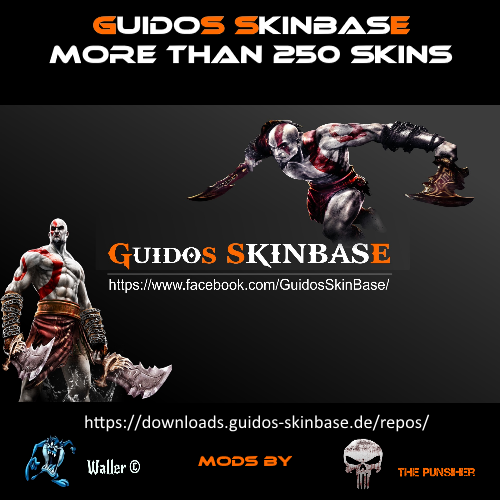 GUIDOS SKINBASE
MORE THAN 250 SKINS
GUIDOS SKINBASE
https://www.facebook.com/GuidosSkinBase/
https://downloads.guidos-skinbase.de/repos/
Waller © MODS BY THE PUNSIHER